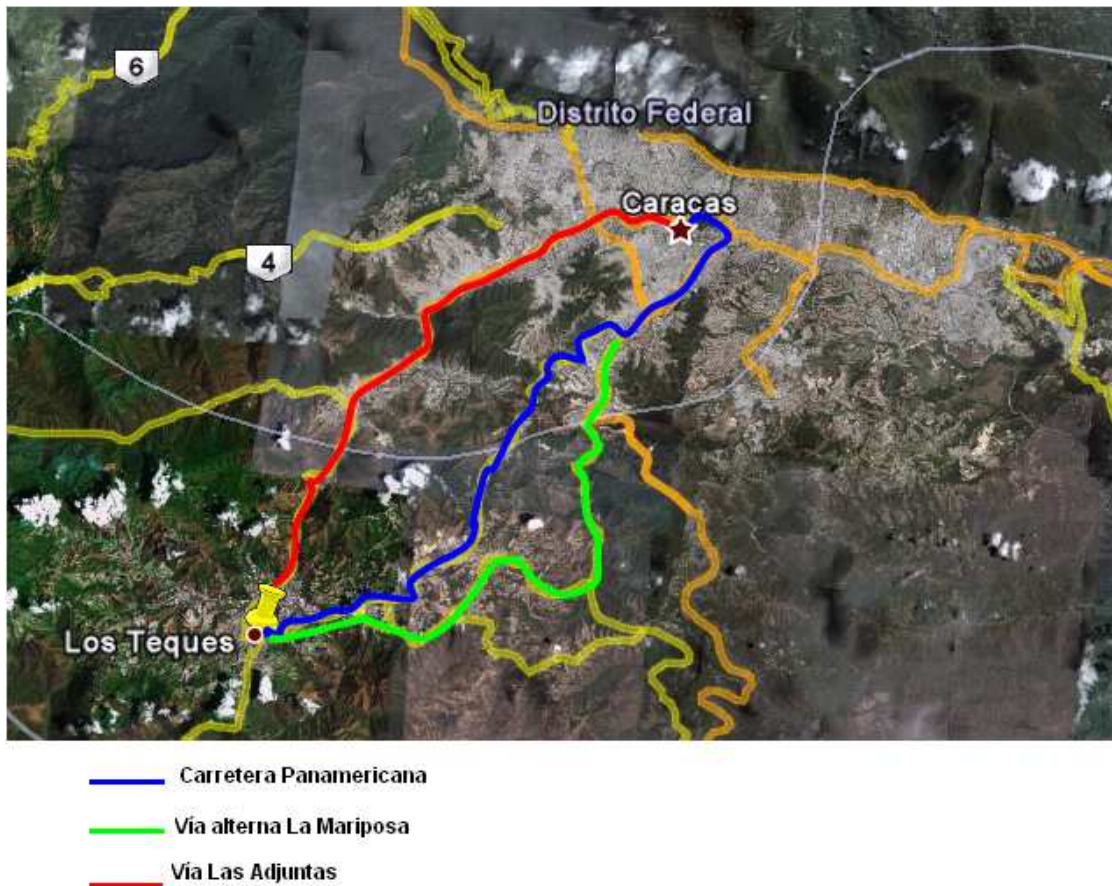 6
Distrito Federal
Caracas
4
Los Teques
Carretera Panamericana
Vía alterna La Mariposa
Vía Las Adjuntas